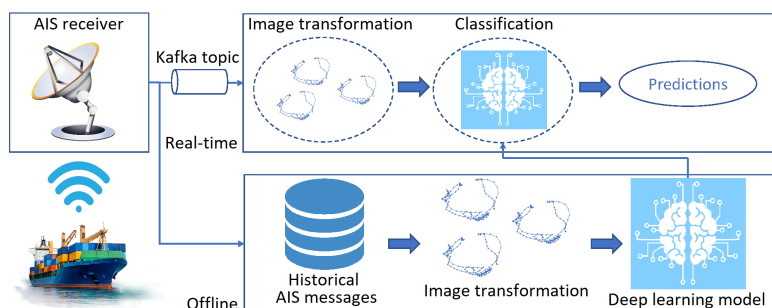 AIS receiver
Kafka topic
Image transformation
Classification
Predictions
Real-time
Historical
AIS messages
Image transformation
Deep learning model
Offline